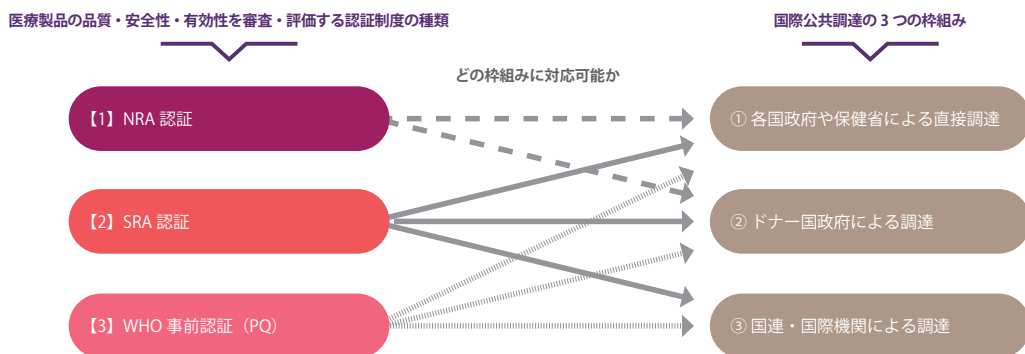 医療製品の品質・安全性・有効性を審査・評価する認証制度の種類
国際公共調達の 3 つの枠組み
どの枠組みに対応可能か
【1】NRA 認証
① 各国政府や保健省による直接調達
【2】SRA 認証
② ドナー国政府による調達
【3】WHO 事前認証（PQ）
③ 国連・国際機関による調達